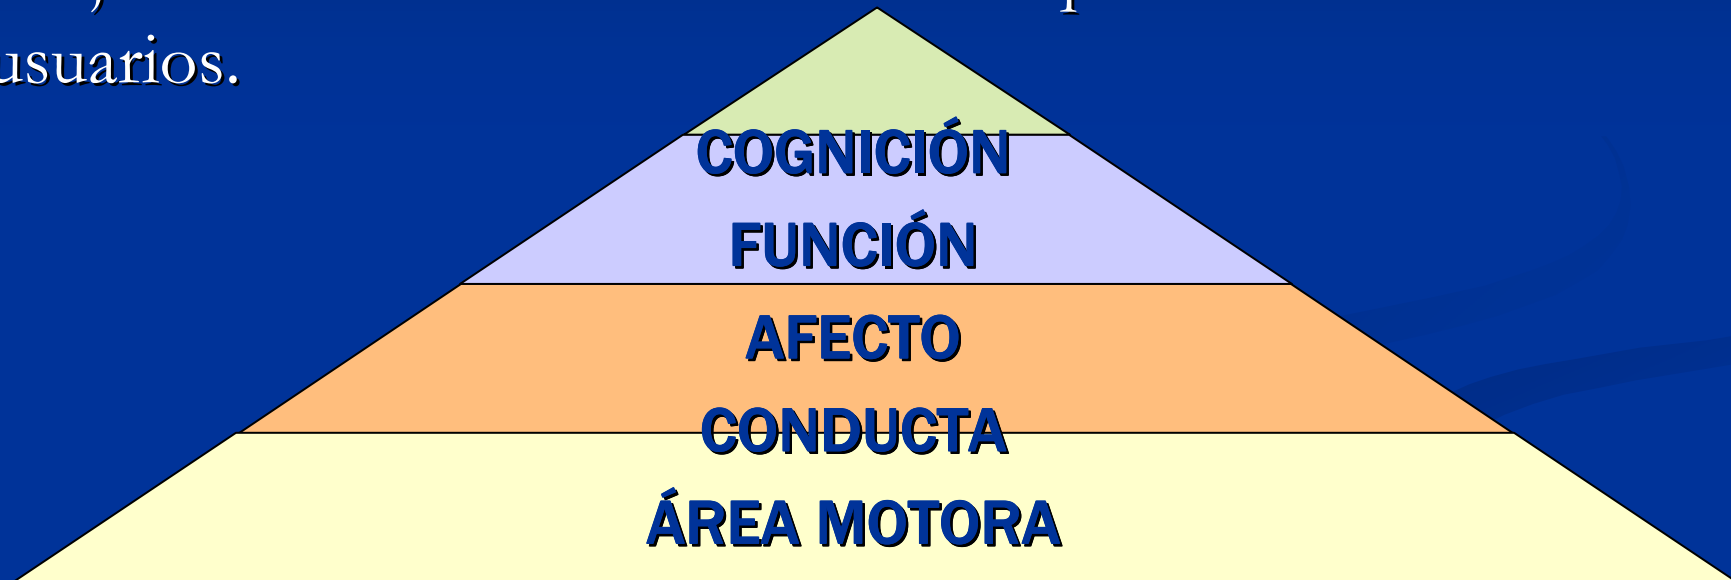 usuarios.
COGNICIÓN
FUNCIÓN
AFECTO
CONDUCTA
ÁREA MOTORA